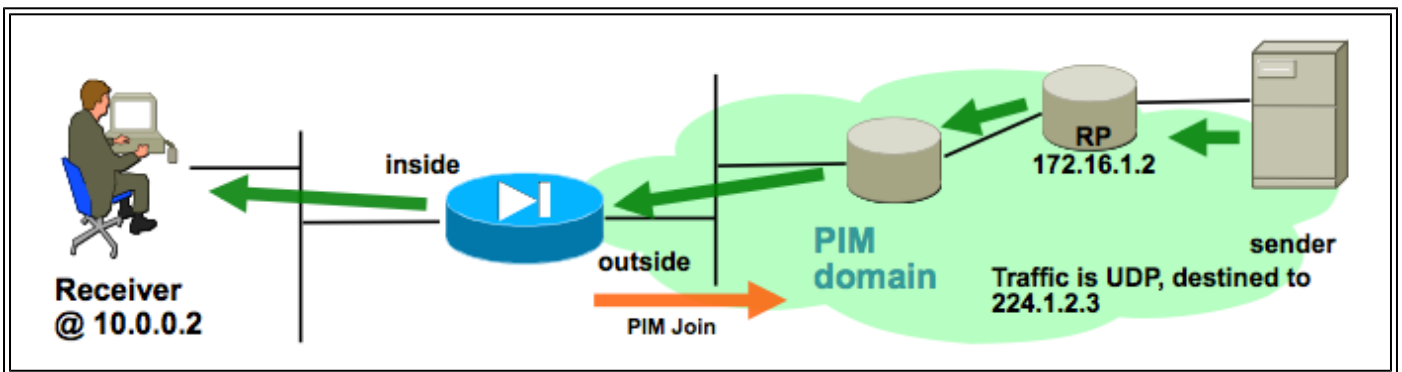 Receiver
@ 10.0.0.2
inside
outside
PIM Join
PIM
domain
RP
172.16.1.2
sender
Traffic is UDP, destined to
224.1.2.3